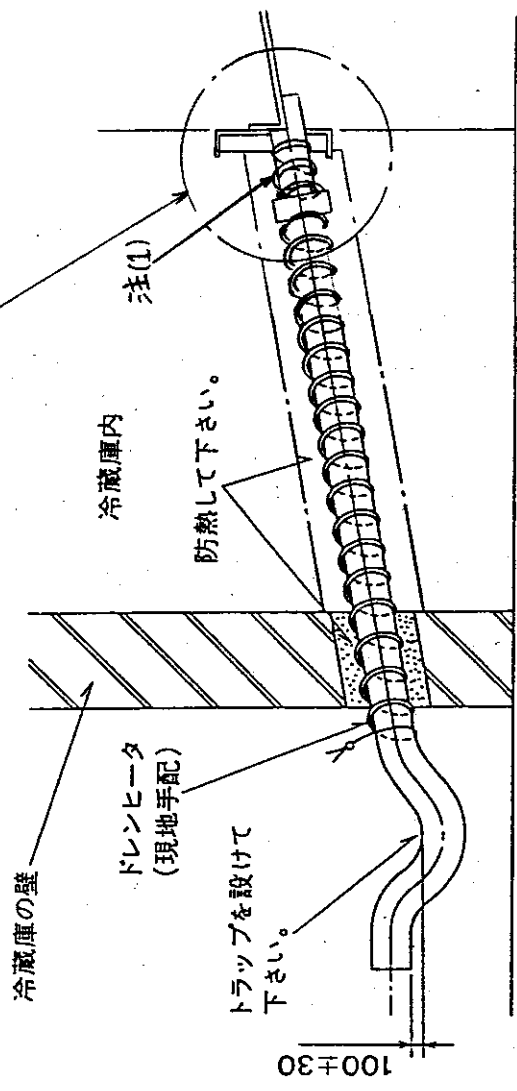 冷蔵庫の壁
ドレンヒータ
(現地手配)
トラップを設けて
下さい。
100±30
冷蔵庫内
防熱して下さい。
注(1)